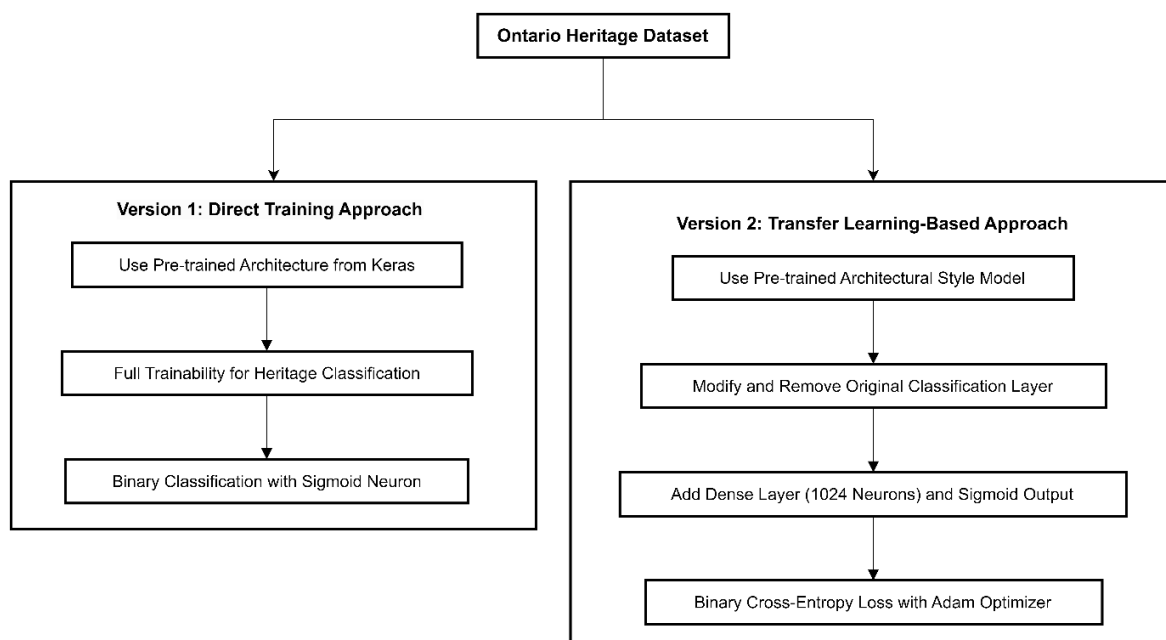 Ontario Heritage Dataset
Version 1: Direct Training Approach
Use Pre-trained Architecture from Keras
Full Trainability for Heritage Classification
Binary Classification with Sigmoid Neuron
Version 2: Transfer Learning-Based Approach
Use Pre-trained Architectural Style Model
Modify and Remove Original Classification Layer
Add Dense Layer (1024 Neurons) and Sigmoid Output
Binary Cross-Entropy Loss with Adam Optimizer